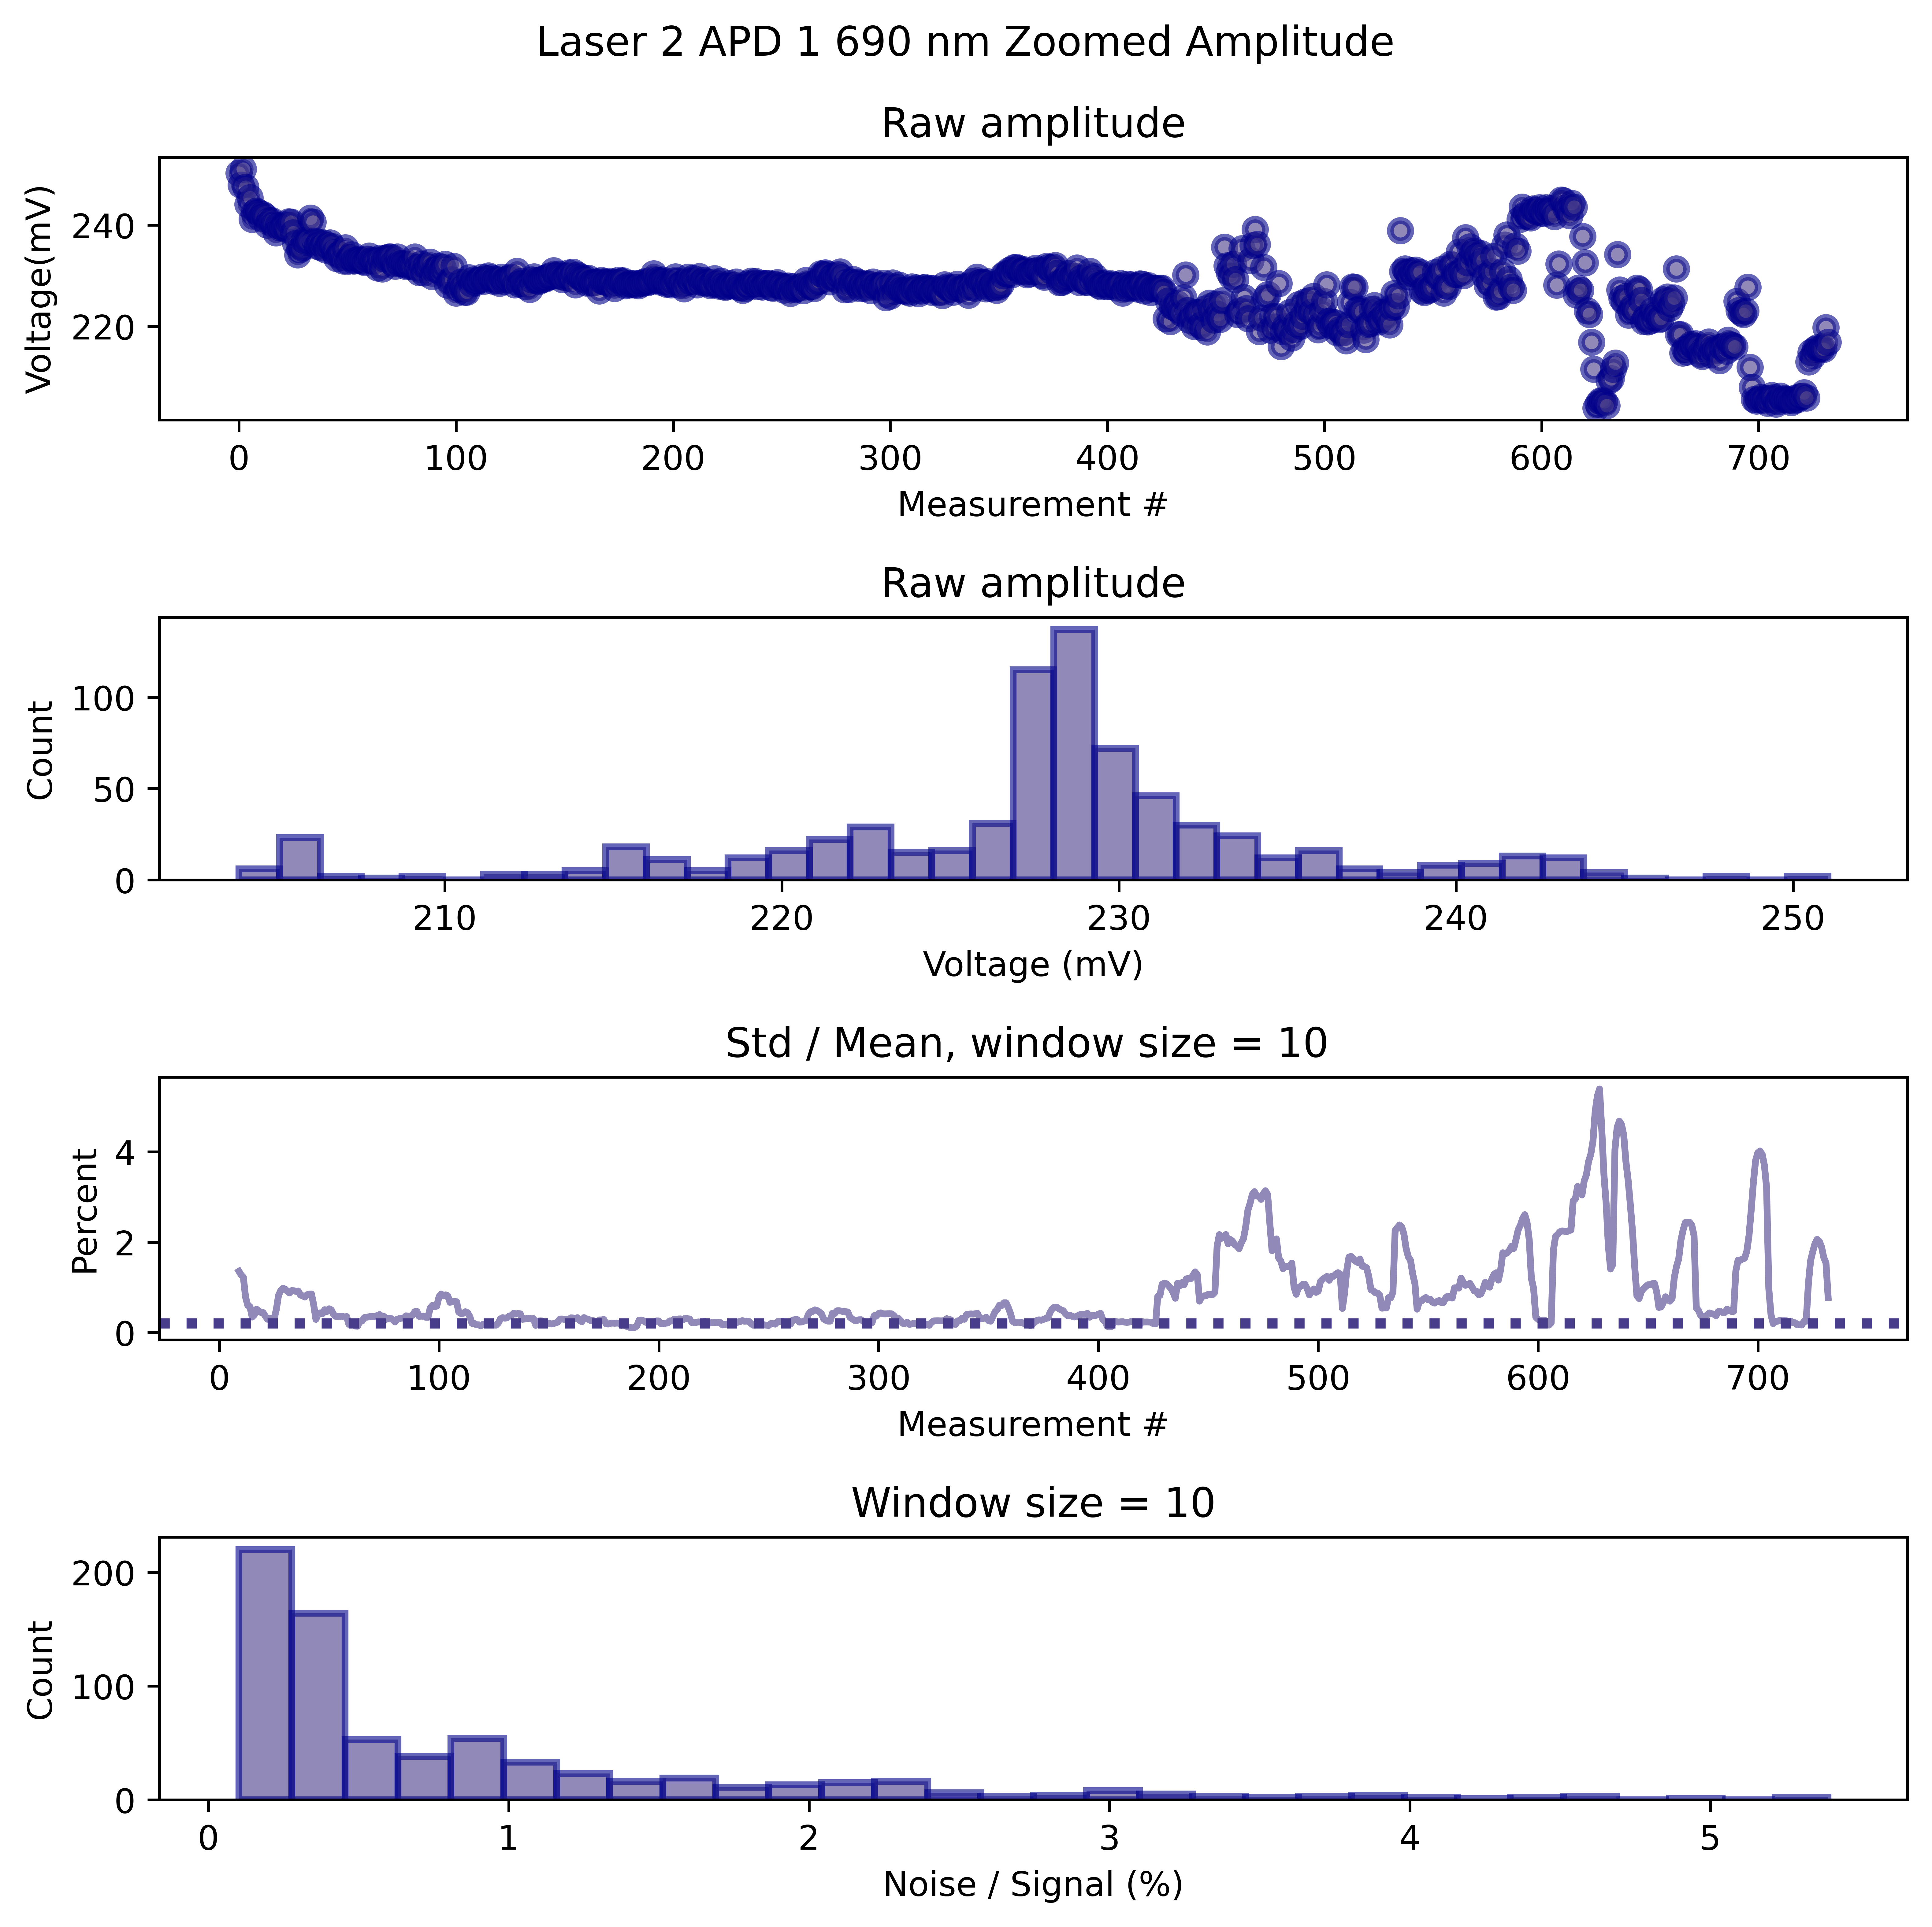 Laser 2 APD 1 690 nm Zoomed Amplitude
Raw amplitude
Voltage(mV)
240
220
0 100 200 300 400 500 600 700
Measurement #
Raw amplitude
Count
100
50
0
210 220 230 240 250
Voltage (mV)
Std / Mean, window size = 10
Percent
4
2
0
0 100 200 300 400 500 600 700
Measurement #
Window size = 10
Count
200
100
0
0 1 2 3 4 5
Noise / Signal (%)